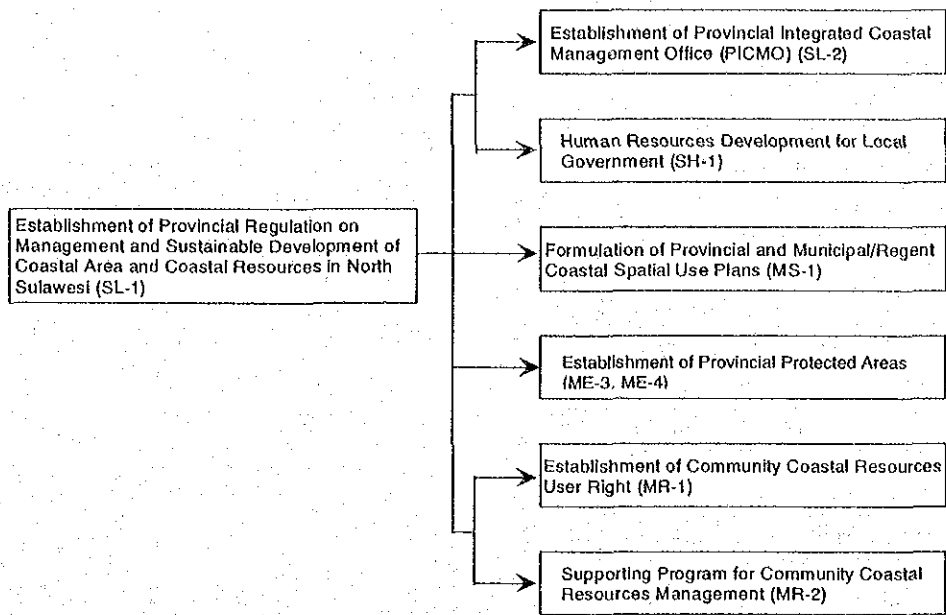 Establishment of Provincial Integrated Coastal
Management Office (PICMO) (SL-2)
Human Resources Development for Local
Government (SH-1)
Establishment of Provincial Regulation on
Management and Sustainable Development of
Coastal Area and Coastal Resources in North
Sulawesi (SL-1)
Formulation of Provincial and Municipal/Regent
Coastal Spatial Use Plans (MS-1)
Establishment of Provincial Protected Areas
(ME-3, ME-4)
Establishment of Community Coastal Resources
User Right (MR-1)
Supporting Program for Community Coastal
Resources Management (MR-2)